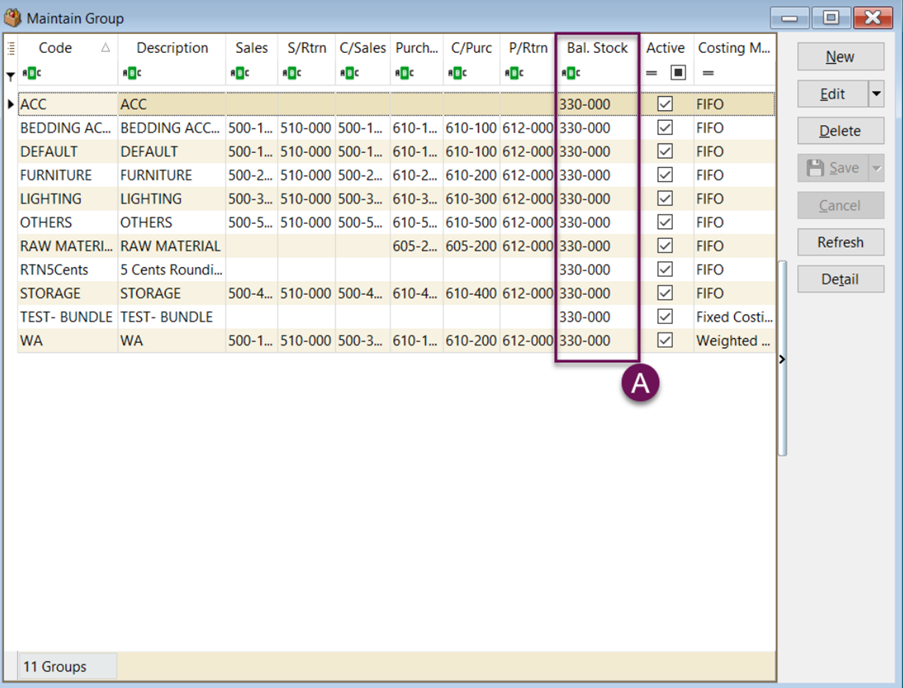 Maintain Group
Code Description Sales S/Rtrn C/Sales Purch... C/Purc P/Rtrn Bal. Stock Active Costing M...
ACC ACC 330-000 FIFO
BEDDING AC... BEDDING ACC... 500-1... 510-000 500-1... 610-1... 610-100 612-000 330-000 FIFO
DEFAULT DEFAULT 500-1... 510-000 500-1... 610-1... 610-100 612-000 330-000 FIFO
FURNITURE FURNITURE 500-2... 510-000 500-2... 610-2... 610-200 612-000 330-000 FIFO
LIGHTING LIGHTING 500-3... 510-000 500-3... 610-3... 610-300 612-000 330-000 FIFO
OTHERS OTHERS 500-5... 510-000 500-5... 610-5... 610-500 612-000 330-000 FIFO
RAW MATERI... RAW MATERIAL 605-2... 605-200 612-000 330-000 FIFO
RTN5Cents 5 Cents Roundi... 330-000 FIFO
STORAGE STORAGE 500-4... 510-000 500-4... 610-4... 610-400 612-000 330-000 FIFO
TEST- BUNDLE TEST- BUNDLE 330-000 Fixed Costi...
WA WA 500-1... 510-000 500-3... 610-1... 610-200 612-000 330-000 Weighted ...
A
11 Groups
New
Edit
Delete
Save
Cancel
Refresh
Detail